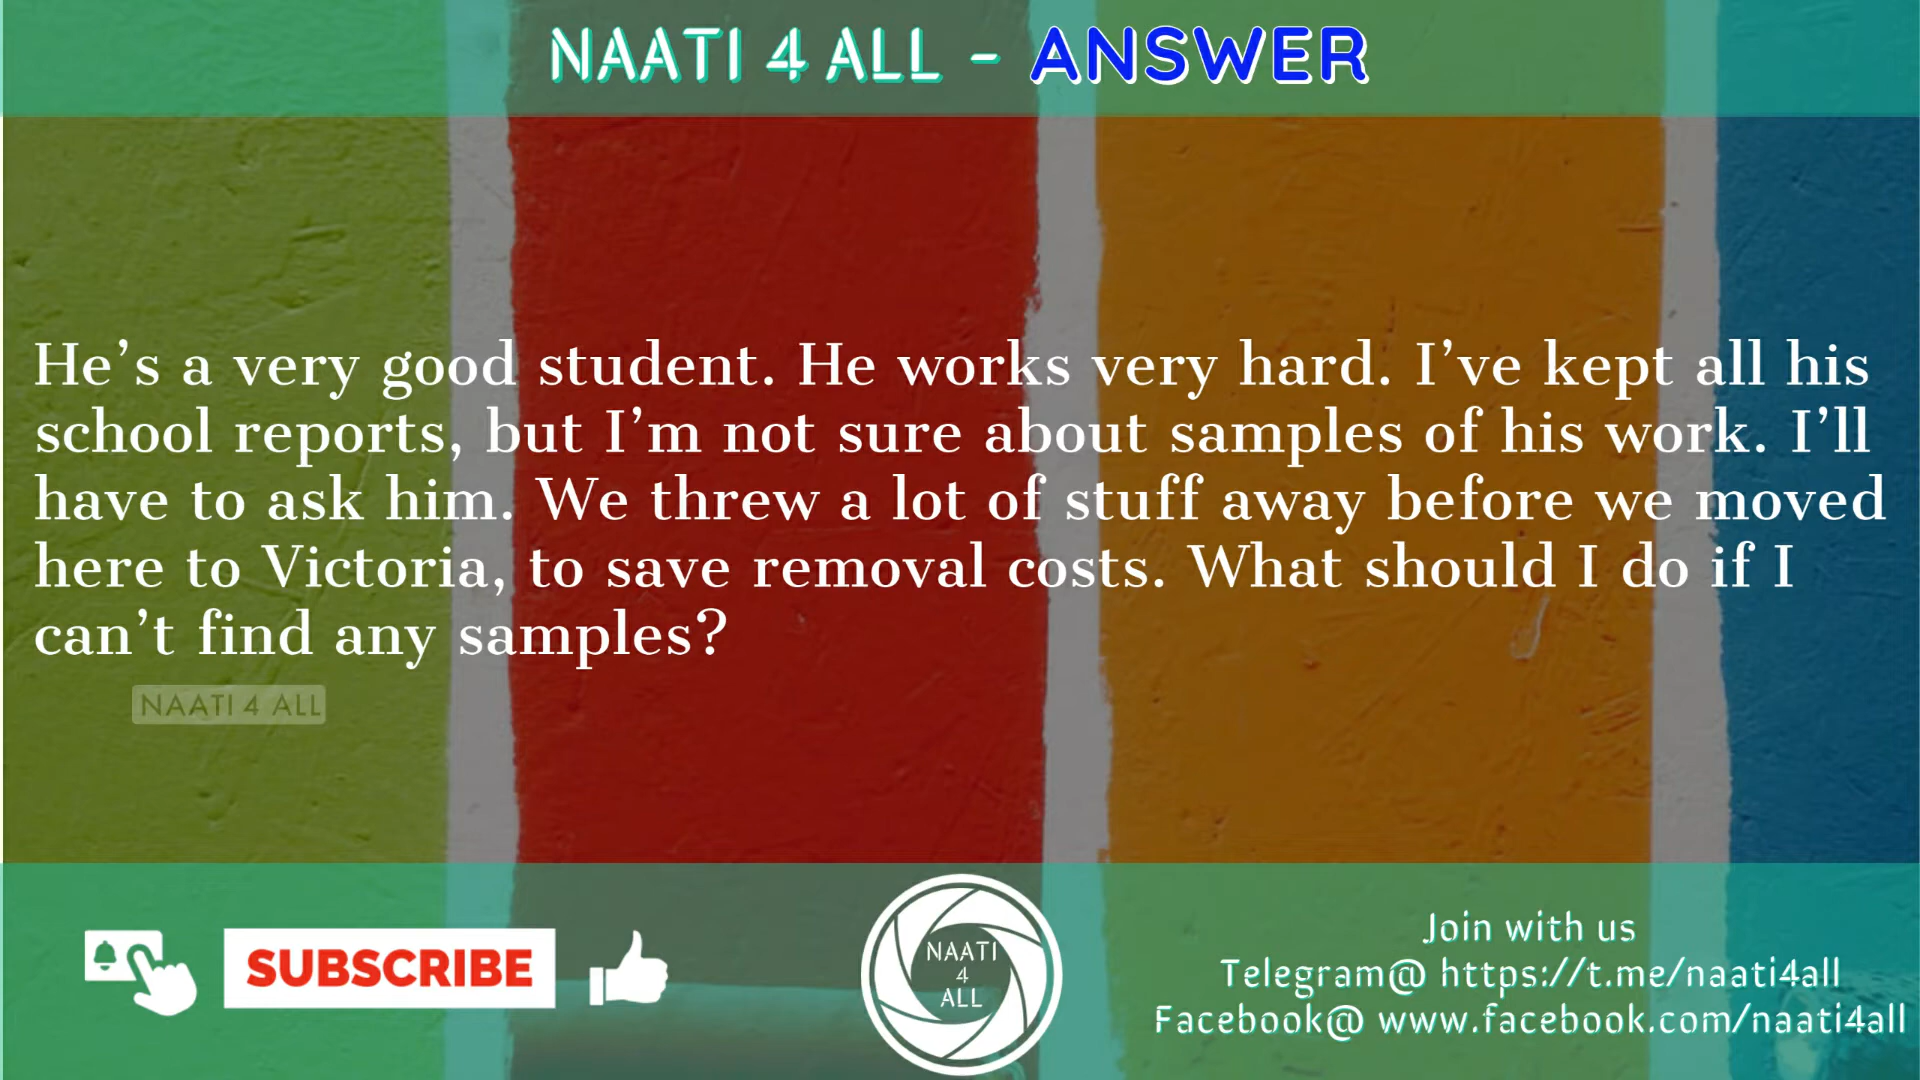 NAATI 4 ALL - ANSWER
He’s a very good student. He works very hard. I’ve kept all his
school reports, but I’m not sure about samples of his work. I’ll
have to ask him. We threw a lot of stuff away before we moved
here to Victoria, to save removal costs. What should I do if I
can’t find any samples?
NAATI 4 ALL
SUBSCRIBE
NAATI
4
ALL
Join with us
Telegram@ https://t.me/naati4all
Facebook@ www.facebook.com/naati4all